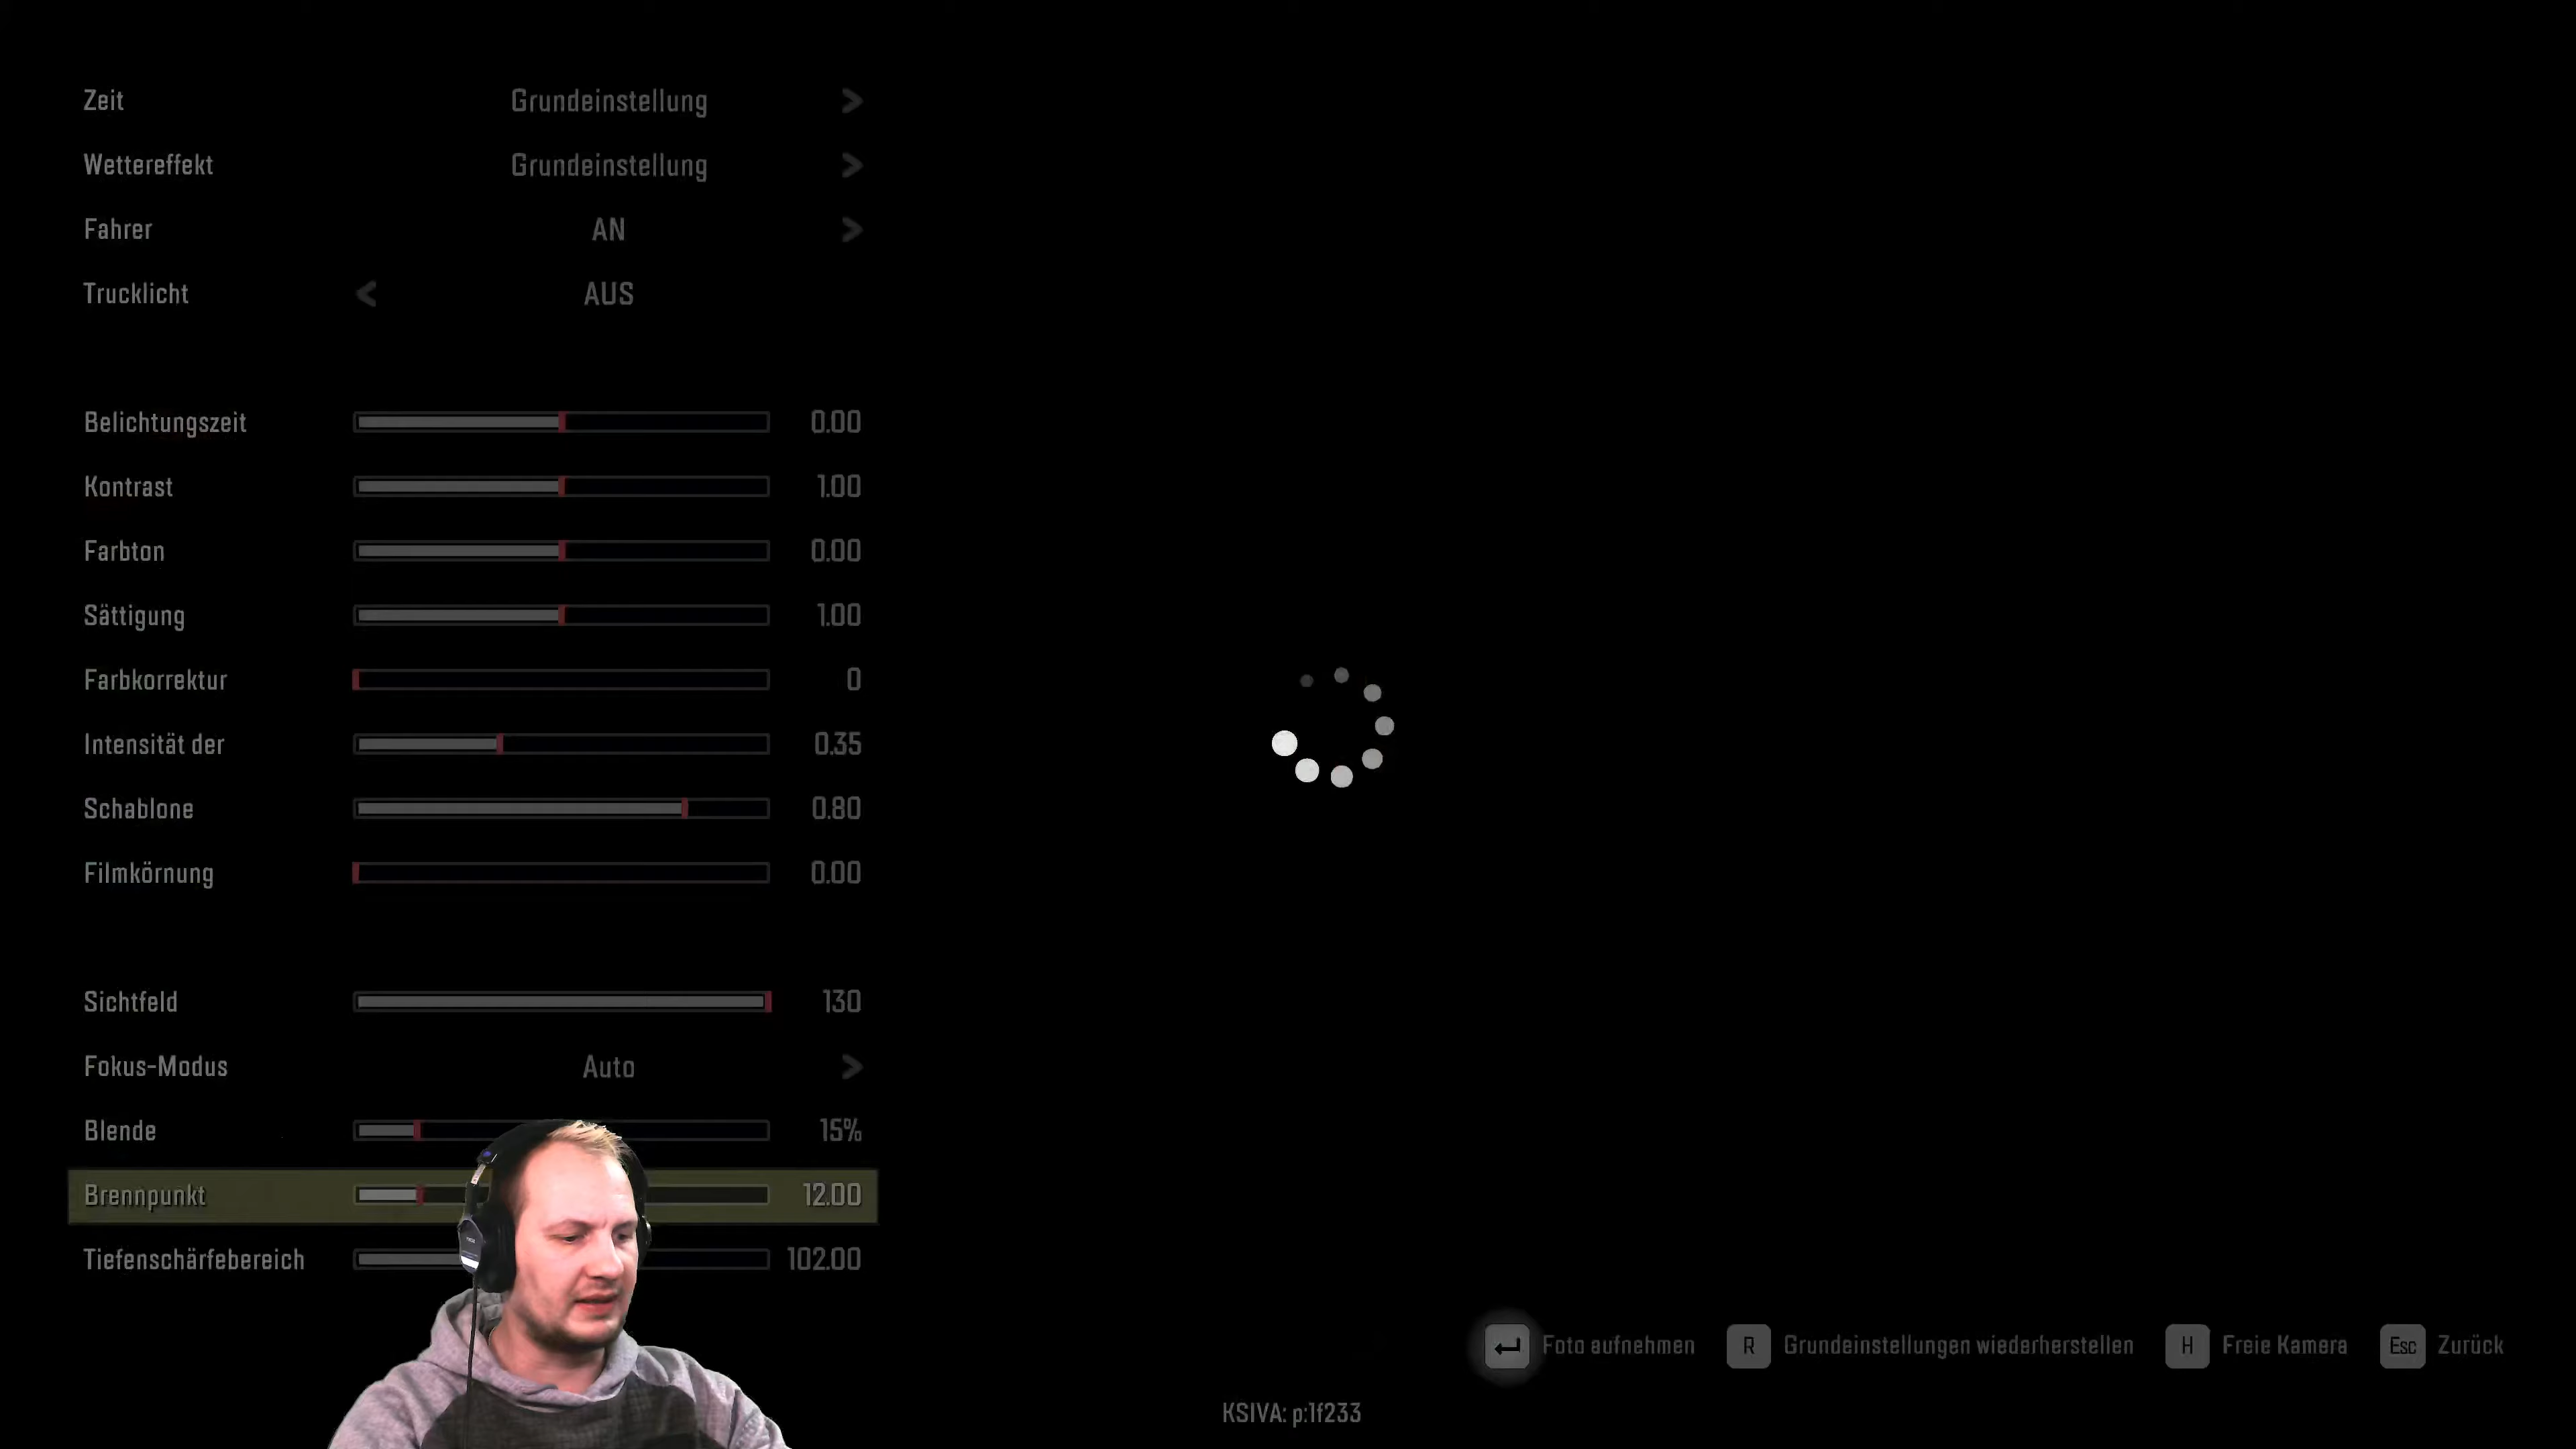 Zeit Grundeinstellung >
Wettereffekt Grundeinstellung >
Fahrer AN >
Trucklicht < AUS
Belichtungszeit 0.00
Kontrast 1.00
Farbton 0.00
Sättigung 1.00
Farbkorrektur 0
Intensität der 0.35
Schablone 0.80
Filmkörnung 0.00
Sichtfeld 130
Fokus-Modus Auto >
Blende 15%
Brennpunkt 12.00
Tiefenschärfebereich 102.00
Foto aufnehmen R Grundeinstellungen wiederherstellen H Freie Kamera Esc Zurück
KSIVA: p:1f233